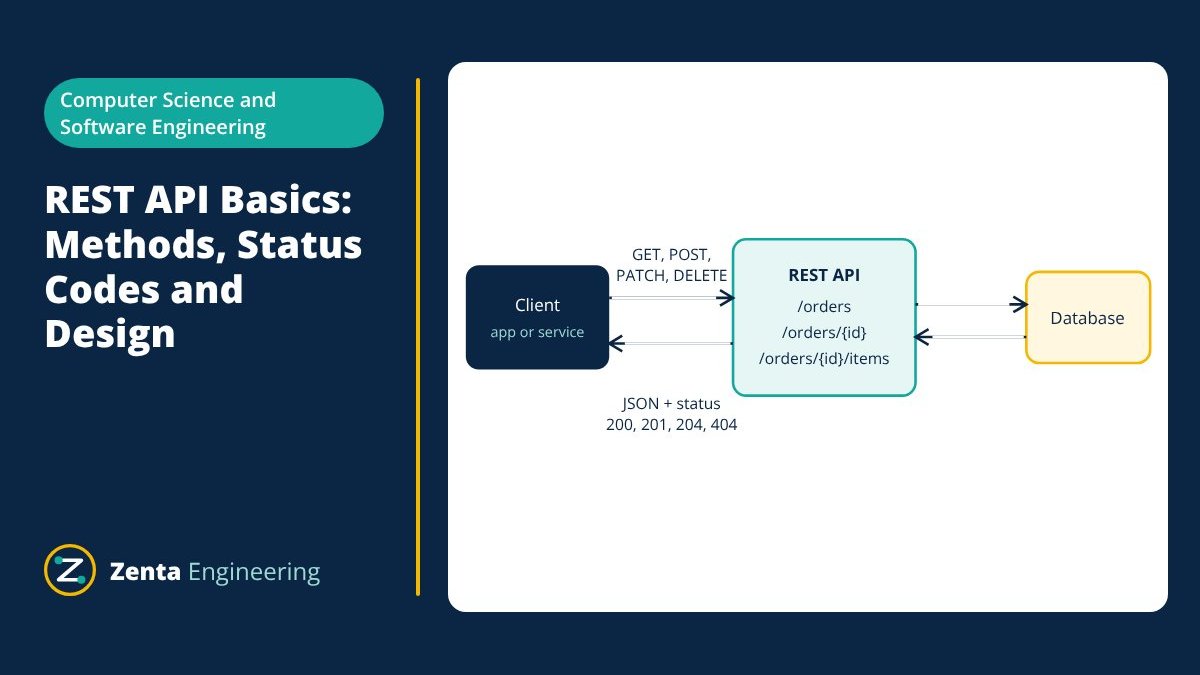 Computer Science and
Software Engineering
REST API Basics:
Methods, Status
Codes and
Design
Zenta Engineering
Client
app or service
GET, POST,
PATCH, DELETE
JSON + status
200, 201, 204, 404
REST API
/orders
/orders/{id}
/orders/{id}/items
Database